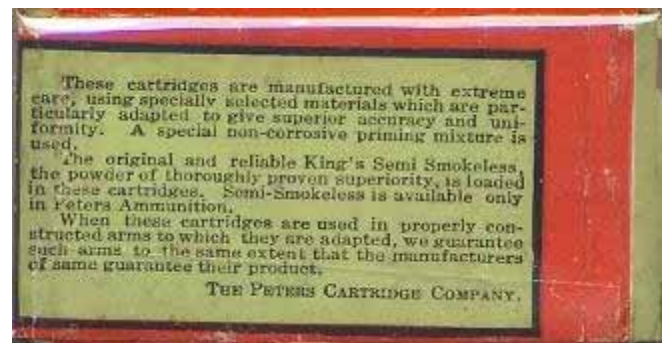 These cartridges are manufactured with extreme
care, using specially selected materials which are par-
ticularly adapted to give superior accuracy and uni-
formity. A special non-corrosive priming mixture is
used.
The original and reliable King's Semi Smokeless,
the powder of thoroughly proven superiority, is loaded
in these cartridges. Semi-Smokeless is available only
in Peters Ammunition.
When these cartridges are used in properly con-
structed arms to which they are adapted, we guarantee
such arms to the same extent that the manufacturers
of same guarantee their product.
THE PETERS CARTRIDGE COMPANY.